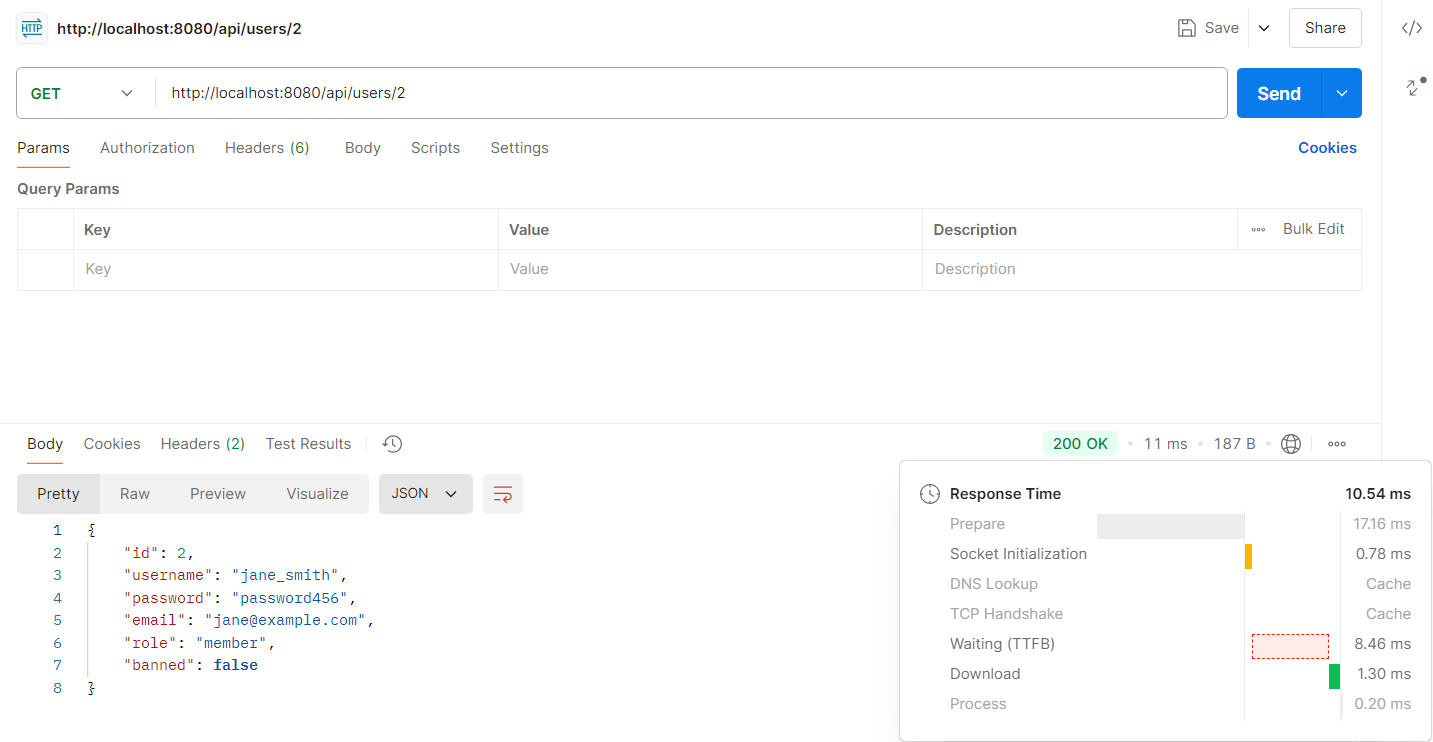 HTTP http://localhost:8080/api/users/2 Save Share
GET http://localhost:8080/api/users/2 Send
Params Authorization Headers (6) Body Scripts Settings Cookies
Query Params
Key Value Description Bulk Edit
Key Value Description
Body Cookies Headers (2) Test Results 200 OK 11 ms 187 B
Pretty Raw Preview Visualize JSON
1 {
2 "id": 2,
3 "username": "jane_smith",
4 "password": "password456",
5 "email": "jane@example.com",
6 "role": "member",
7 "banned": false
8 }
Response Time 10.54 ms
Prepare 17.16 ms
Socket Initialization 0.78 ms
DNS Lookup Cache
TCP Handshake Cache
Waiting (TTFB) 8.46 ms
Download 1.30 ms
Process 0.20 ms